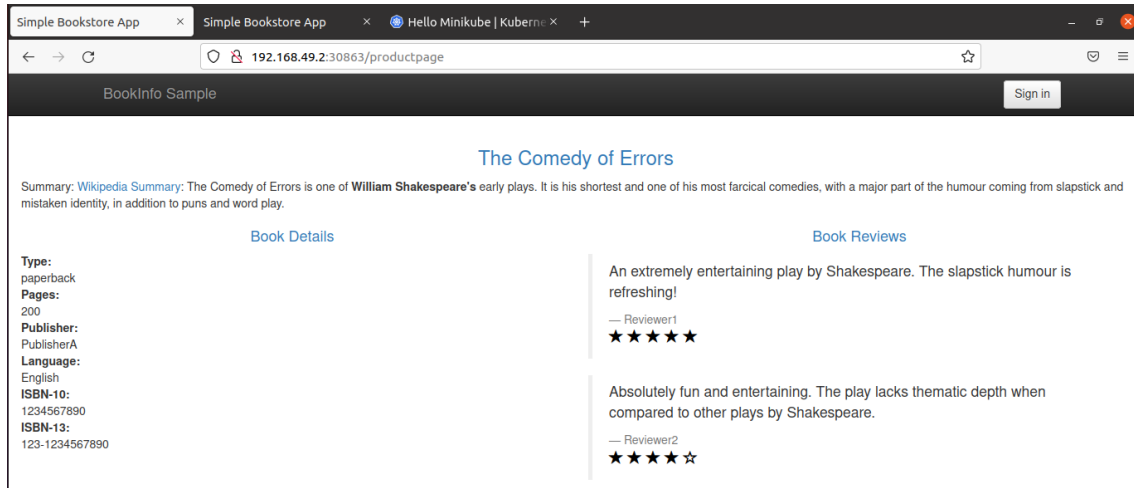 Simple Bookstore App
Simple Bookstore App
Hello Minikube | Kuberne
192.168.49.2:30863/productpage
BookInfo Sample
Sign in
The Comedy of Errors
Summary: Wikipedia Summary: The Comedy of Errors is one of William Shakespeare's early plays. It is his shortest and one of his most farcical comedies, with a major part of the humour coming from slapstick and
mistaken identity, in addition to puns and word play.
Book Details
Type:
paperback
Pages:
200
Publisher:
PublisherA
Language:
English
ISBN-10:
1234567890
ISBN-13:
123-1234567890
Book Reviews
An extremely entertaining play by Shakespeare. The slapstick humour is
refreshing!
— Reviewer1
★★★★★
Absolutely fun and entertaining. The play lacks thematic depth when
compared to other plays by Shakespeare.
— Reviewer2
★★★★☆